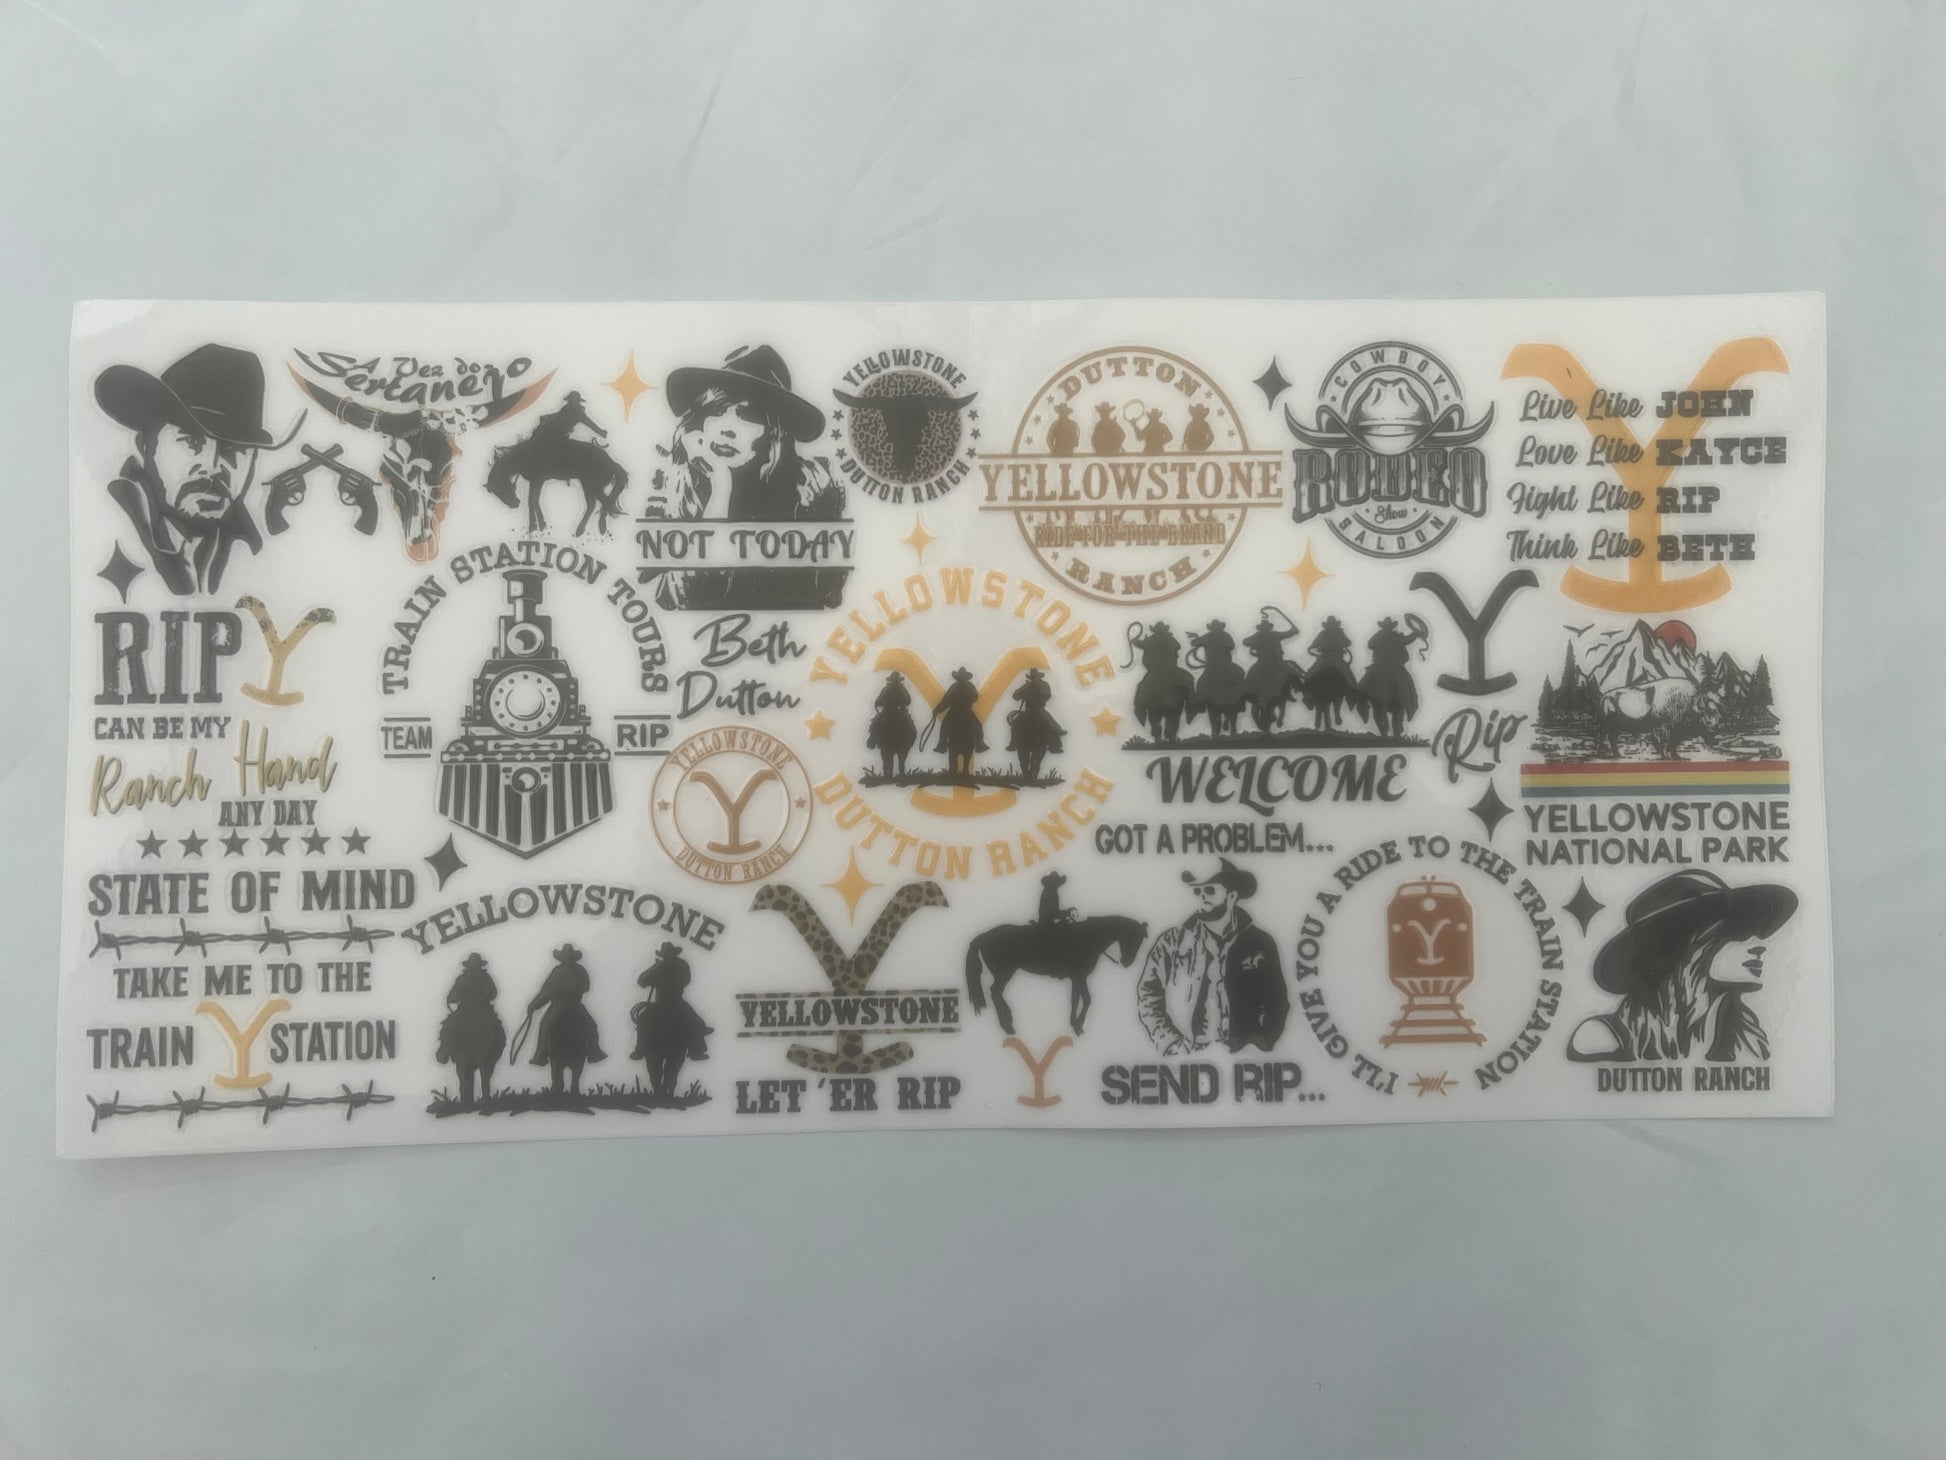 A Vez do
Sertanejo
RIP Y
CAN BE MY
Ranch Hand
ANY DAY
STATE OF MIND
TAKE ME TO THE
TRAIN Y STATION
TRAIN STATION TOURS
TEAM RIP
NOT TODAY
Beth
Dutton
YELLOWSTONE
DUTTON RANCH
YELLOWSTONE
Y
DUTTON RANCH
YELLOWSTONE
Y
DUTTON RANCH
YELLOWSTONE
Y
YELLOWSTONE
LET 'ER RIP
DUTTON
YELLOWSTONE
RIDE FOR THE BRAND
RANCH
COWBOY
RODEO
Show
SALOON
Y
Live Like JOHN
Love Like KAYCE
Fight Like RIP
Think Like BETH
WELCOME
Y
Rip
YELLOWSTONE
NATIONAL PARK
GOT A PROBLEM...
Y
SEND RIP...
I'LL GIVE YOU A RIDE TO THE TRAIN STATION
Y
DUTTON RANCH